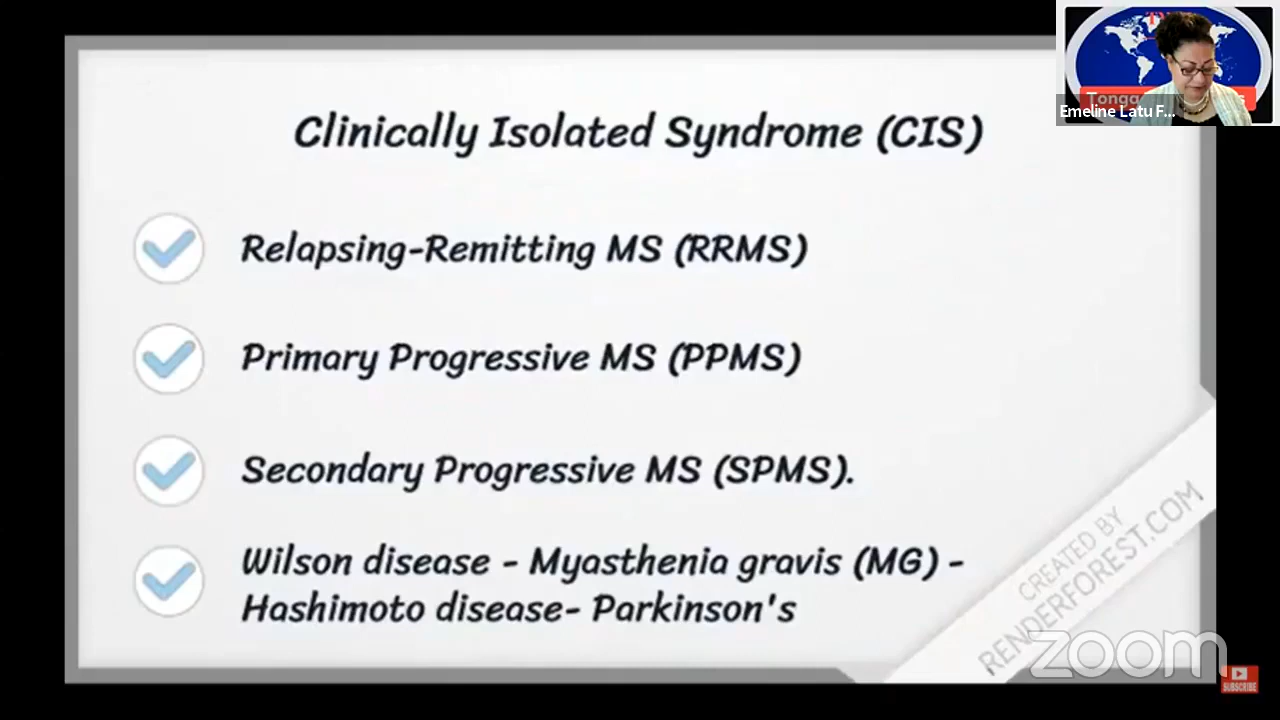 Clinically Isolated Syndrome (CIS)
Relapsing-Remitting MS (RRMS)
Primary Progressive MS (PPMS)
Secondary Progressive MS (SPMS).
Wilson disease - Myasthenia gravis (MG) -
Hashimoto disease- Parkinson's
Tonga
Emeline Latu F...
CREATED BY
RENDERFOREST.COM
zoom
SUBSCRIBE